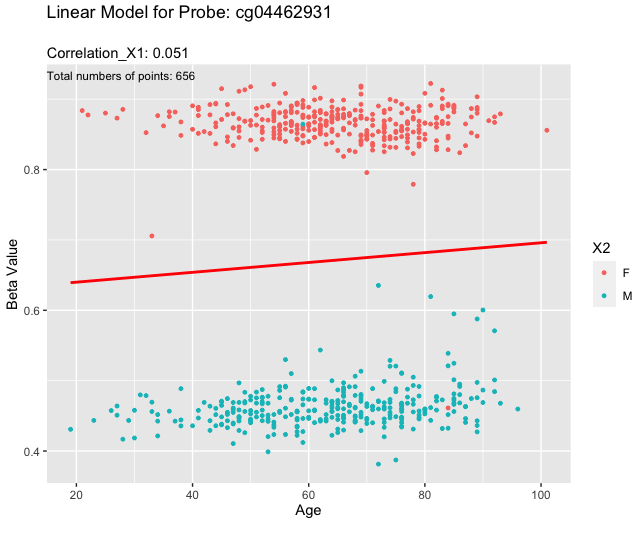 Linear Model for Probe: cg04462931
Correlation_X1: 0.051
Total numbers of points: 656
0.8
0.6
0.4
Beta Value
20 40 60 80 100
Age
X2
F
M